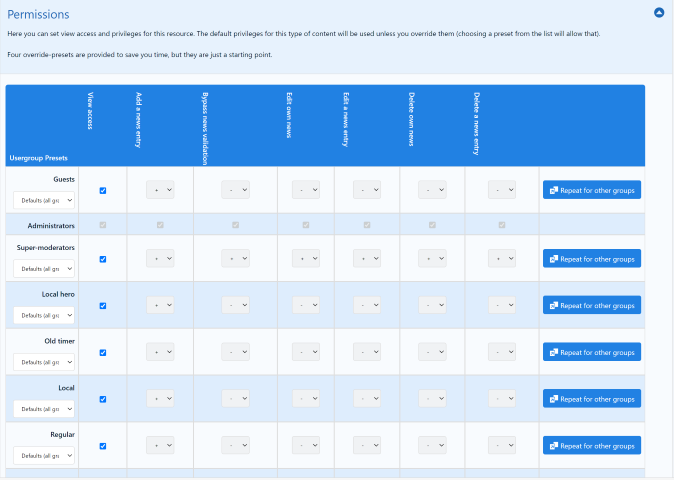 Permissions
Here you can set view access and privileges for this resource. The default privileges for this type of content will be used unless you override them (choosing a preset from the list will allow that).
Four override-presets are provided to save you time, but they are just a starting point.
Usergroup Presets
View access
Add a news entry
Bypass news validation
Edit own news
Edit a news entry
Delete own news
Delete a news entry
Guests
Defaults (all gr
+ - - - - -
Repeat for other groups
Administrators
Super-moderators
Defaults (all gr
+ + + + + +
Repeat for other groups
Local hero
Defaults (all gr
+ - - - - -
Repeat for other groups
Old timer
Defaults (all gr
+ - - - - -
Repeat for other groups
Local
Defaults (all gr
+ - - - - -
Repeat for other groups
Regular
Defaults (all gr
+ - - - - -
Repeat for other groups